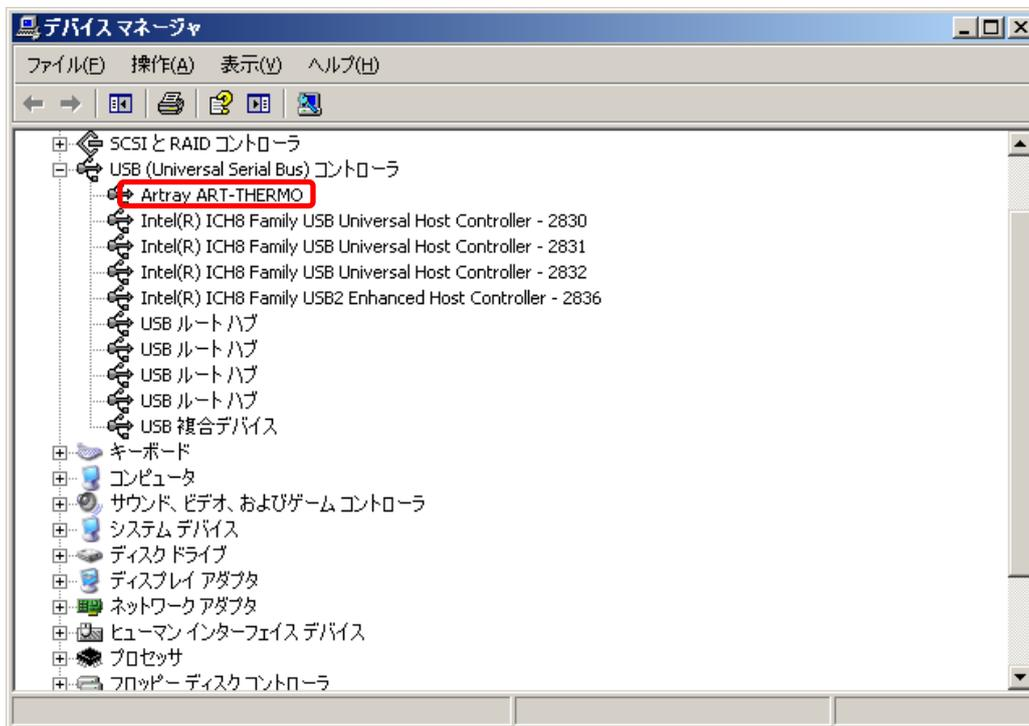 デバイス マネージャ
ファイル(F) 操作(A) 表示(V) ヘルプ(H)
SCSI と RAID コントローラ
USB (Universal Serial Bus) コントローラ
Artray ART-THERMO
Intel(R) ICH8 Family USB Universal Host Controller - 2830
Intel(R) ICH8 Family USB Universal Host Controller - 2831
Intel(R) ICH8 Family USB Universal Host Controller - 2832
Intel(R) ICH8 Family USB2 Enhanced Host Controller - 2836
USB ルート ハブ
USB ルート ハブ
USB ルート ハブ
USB ルート ハブ
USB 複合デバイス
キーボード
コンピュータ
サウンド、ビデオ、およびゲーム コントローラ
システム デバイス
ディスク ドライブ
ディスプレイ アダプタ
ネットワーク アダプタ
ヒューマン インターフェイス デバイス
プロセッサ
フロッピー ディスク コントローラ